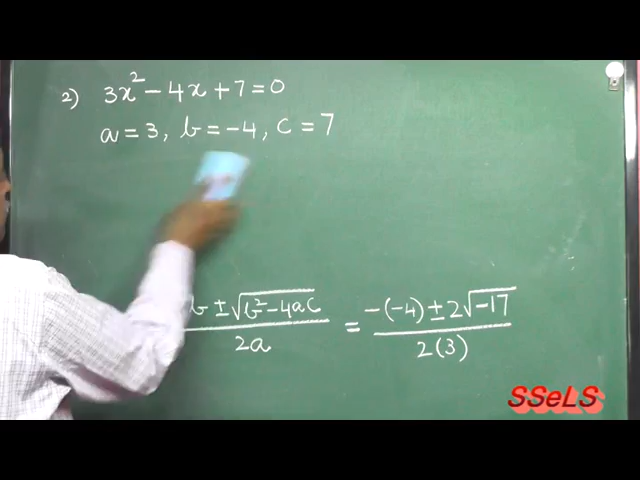 2) 3x² - 4x + 7 = 0
a = 3, b = -4, c = 7
b ± √b² - 4ac = -(-4) ± 2√-17
2a 2(3)
SSeLS